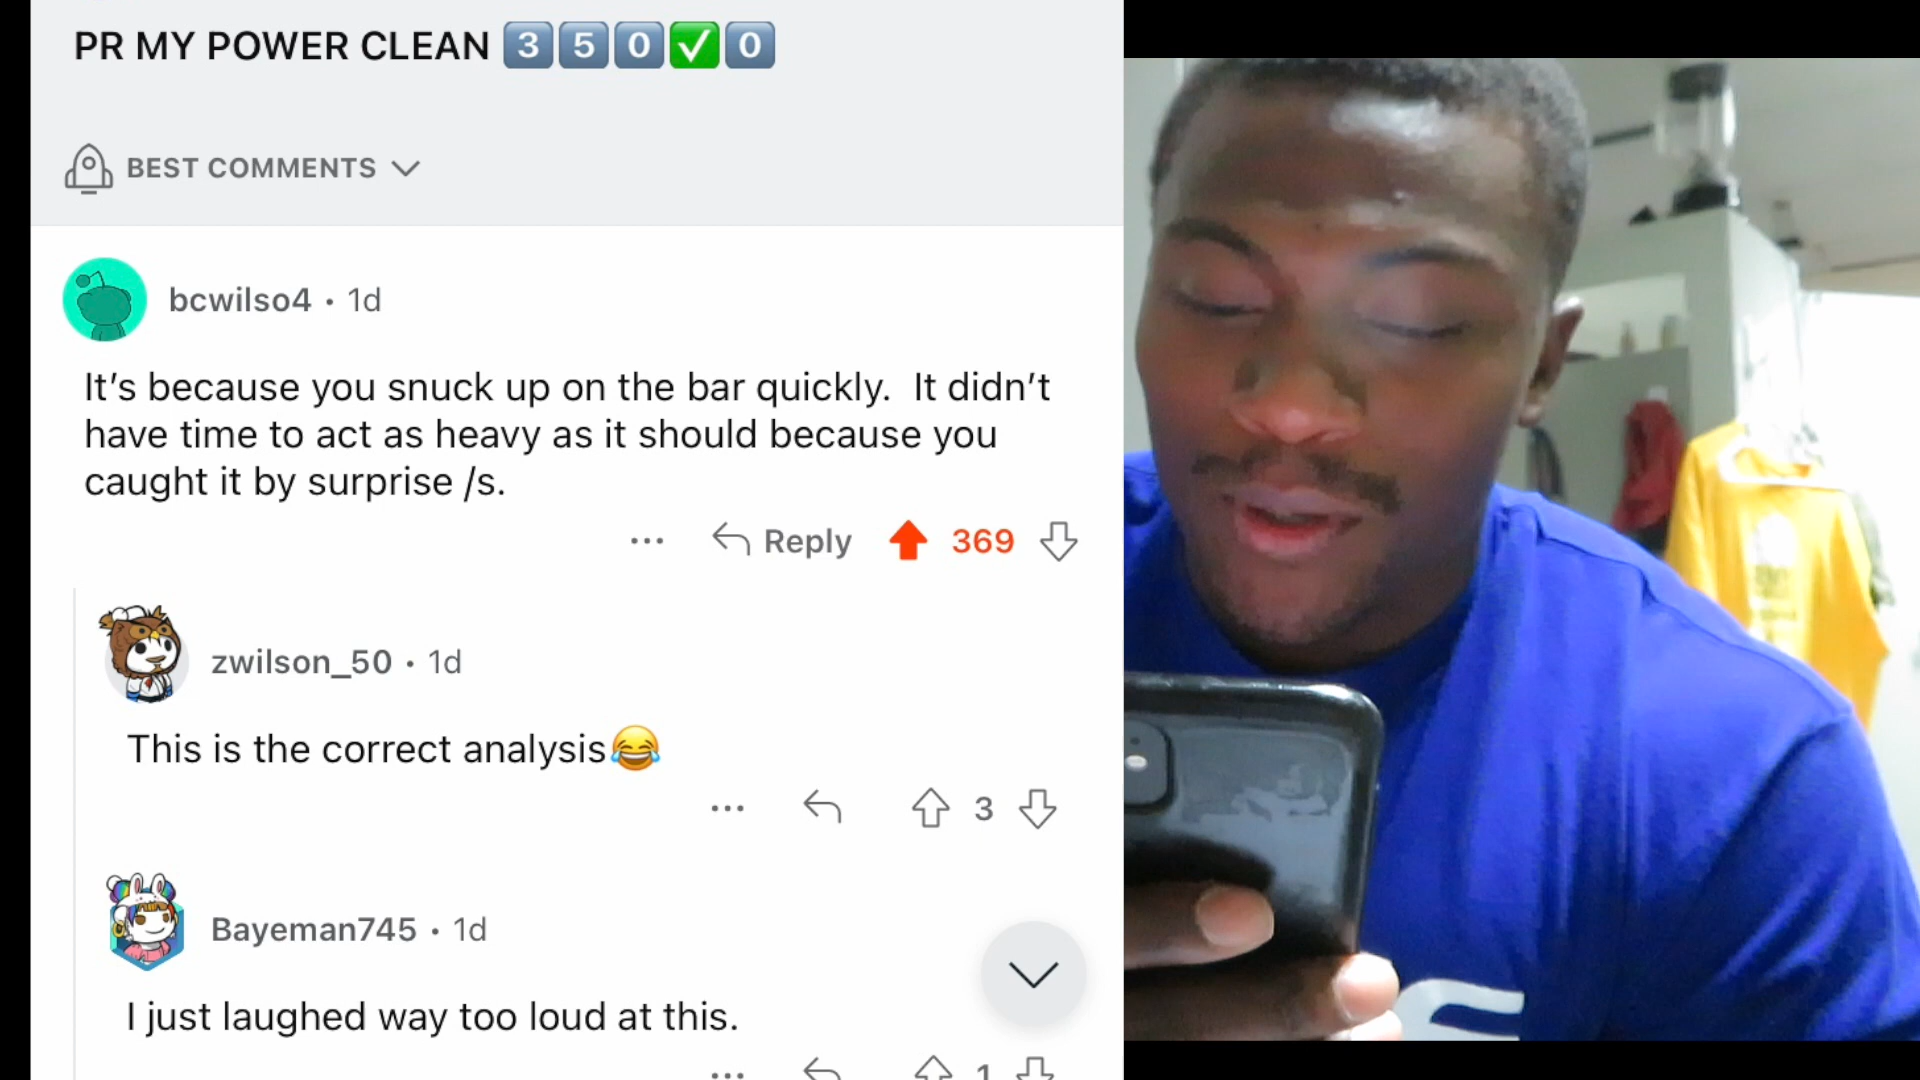 PR MY POWER CLEAN 3️⃣5️⃣0️⃣✅0️⃣
BEST COMMENTS
bcwilso4 • 1d
It’s because you snuck up on the bar quickly.  It didn’t
have time to act as heavy as it should because you
caught it by surprise /s.
... Reply 369
zwilson_50 • 1d
This is the correct analysis😂
... 3
Bayeman745 • 1d
I just laughed way too loud at this.
... 1